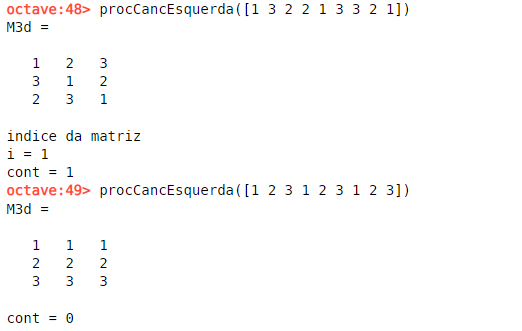 octave:48> procCancEsquerda([1 3 2 2 1 3 3 2 1])
M3d =
1 2 3
3 1 2
2 3 1
indice da matriz
i = 1
cont = 1
octave:49> procCancEsquerda([1 2 3 1 2 3 1 2 3])
M3d =
1 1 1
2 2 2
3 3 3
cont = 0